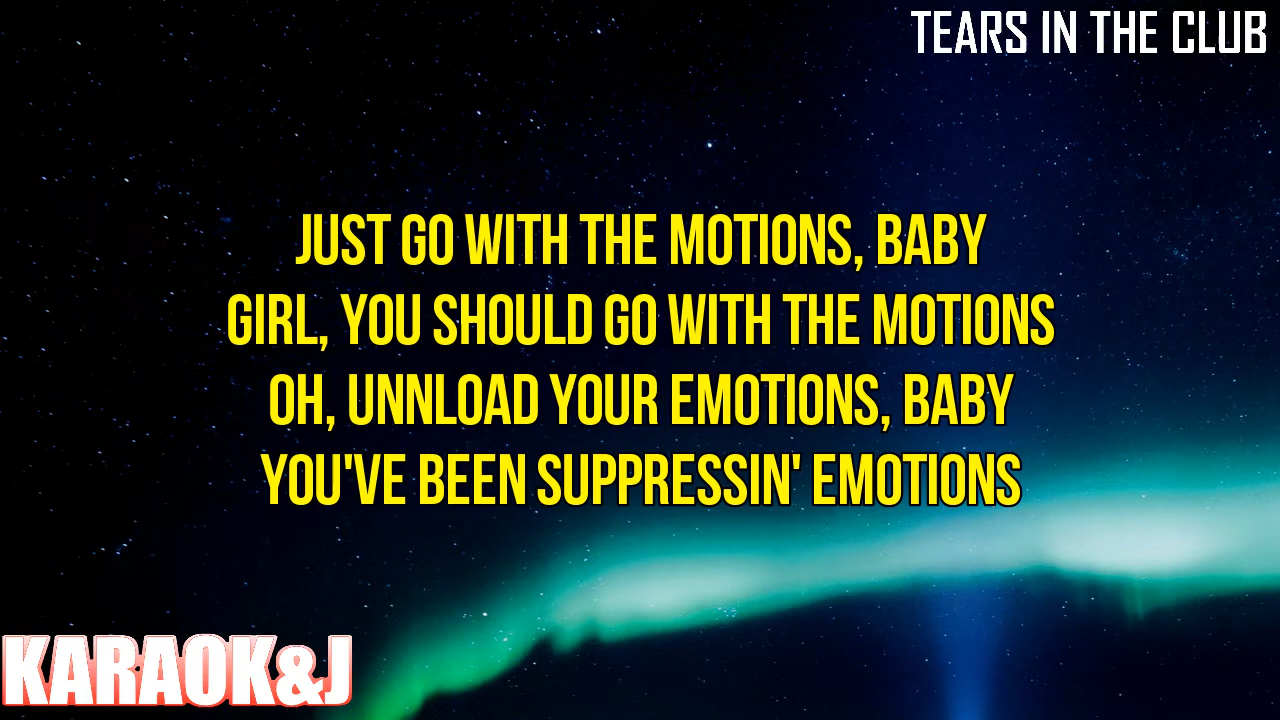 TEARS IN THE CLUB
JUST GO WITH THE MOTIONS, BABY
GIRL, YOU SHOULD GO WITH THE MOTIONS
OH, UNNLOAD YOUR EMOTIONS, BABY
YOU'VE BEEN SUPPRESSIN' EMOTIONS
KARAOK&J